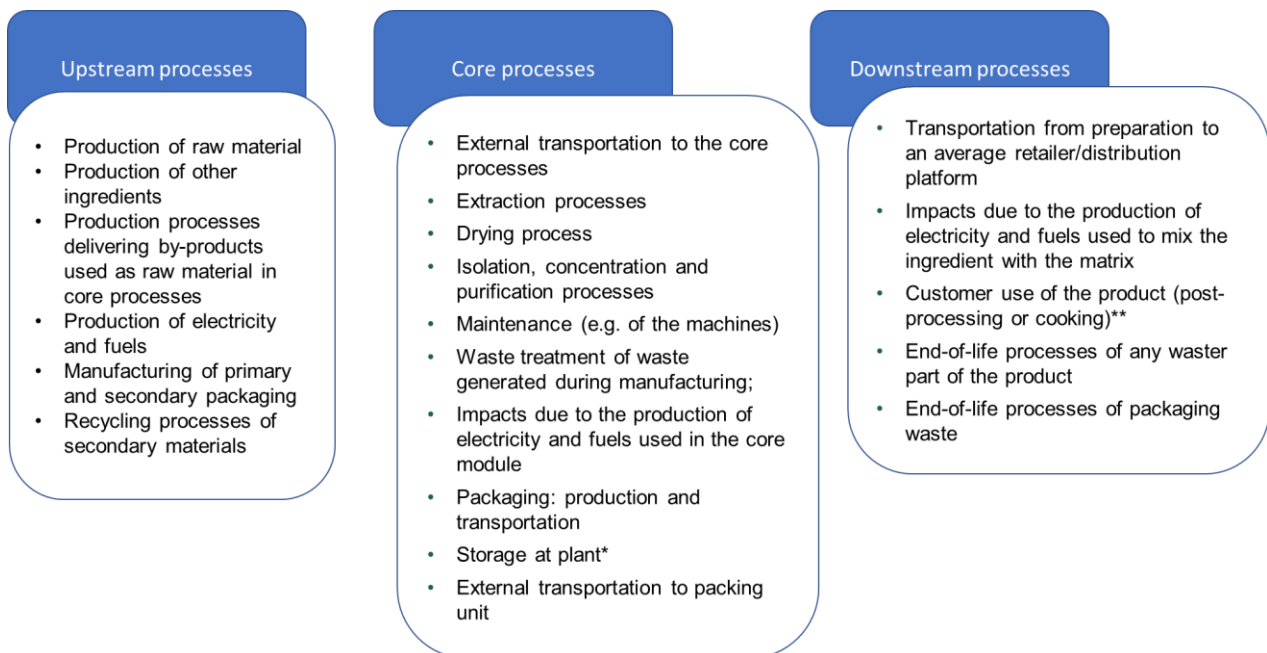 Upstream processes
• Production of raw material
• Production of other
ingredients
• Production processes
delivering by-products
used as raw material in
core processes
• Production of electricity
and fuels
• Manufacturing of primary
and secondary packaging
• Recycling processes of
secondary materials
Core processes
• External transportation to the core
processes
• Extraction processes
• Drying process
• Isolation, concentration and
purification processes
• Maintenance (e.g. of the machines)
• Waste treatment of waste
generated during manufacturing;
• Impacts due to the production of
electricity and fuels used in the core
module
• Packaging: production and
transportation
• Storage at plant*
• External transportation to packing
unit
Downstream processes
• Transportation from preparation to
an average retailer/distribution
platform
• Impacts due to the production of
electricity and fuels used to mix the
ingredient with the matrix
• Customer use of the product (post-
processing or cooking)**
• End-of-life processes of any waster
part of the product
• End-of-life processes of packaging
waste